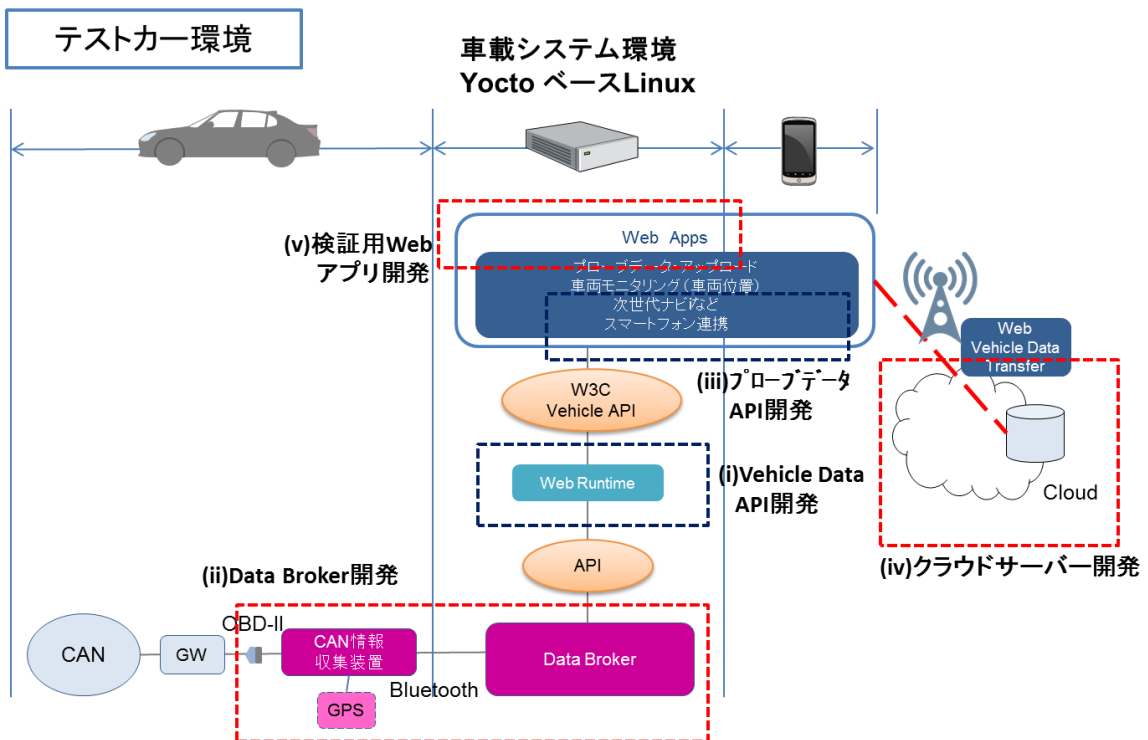 テストカー環境
車載システム環境
Yocto ベースLinux
(v)検証用Web
アプリ開発
Web Apps
プローブデータ・アップロード
車両モニタリング(車両位置)
次世代ナビなど
スマートフォン連携
Web
Vehicle Data
Transfer
W3C
Vehicle API
(iii)プローブデータ
API開発
Web Runtime
(i)Vehicle Data
API開発
Cloud
(iv)クラウドサーバー開発
API
(ii)Data Broker開発
OBD-II
CAN
GW
CAN情報
収集装置
Data Broker
Bluetooth
GPS